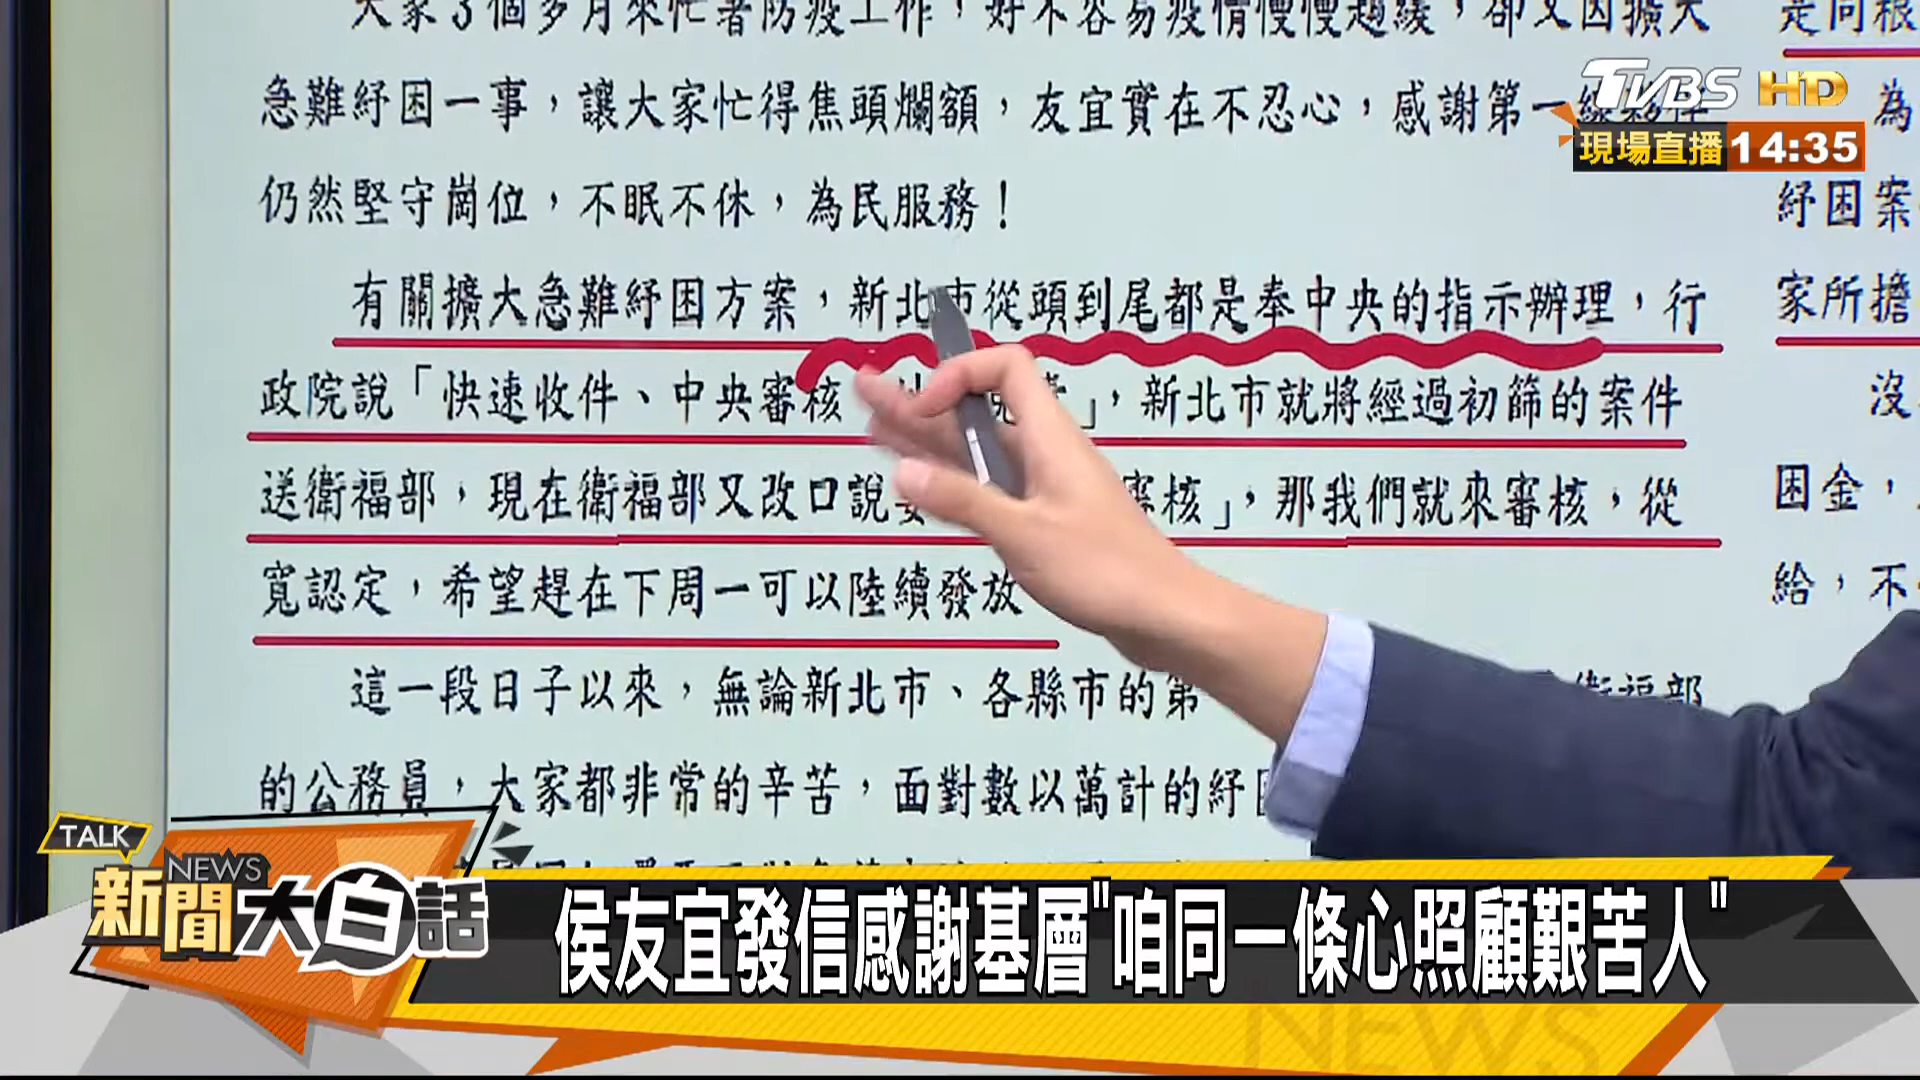 大家3個多月來忙著防疫工作，好不容易疫情慢慢趨緩，卻又因擴大
急難紓困一事，讓大家忙得焦頭爛額，友宜實在不忍心，感謝第一線夥伴
仍然堅守崗位，不眠不休，為民服務！
有關擴大急難紓困方案，新北市從頭到尾都是奉中央的指示辦理，行
政院說「快速收件、中央審核
」，新北市就將經過初篩的案件
送衛福部，現在衛福部又改口說要
審核」，那我們就來審核，從
寬認定，希望趕在下周一可以陸續發放
這一段日子以來，無論新北市、各縣市的第
衛福部
的公務員，大家都非常的辛苦，面對數以萬計的紓
是同根
為
紓困案
家所擔
沒
困金，
給，不
TVBS HD
現場直播 14:35
TALK
NEWS
新聞大白話
侯友宜發信感謝基層"咱同一條心照顧艱苦人"
NEWS